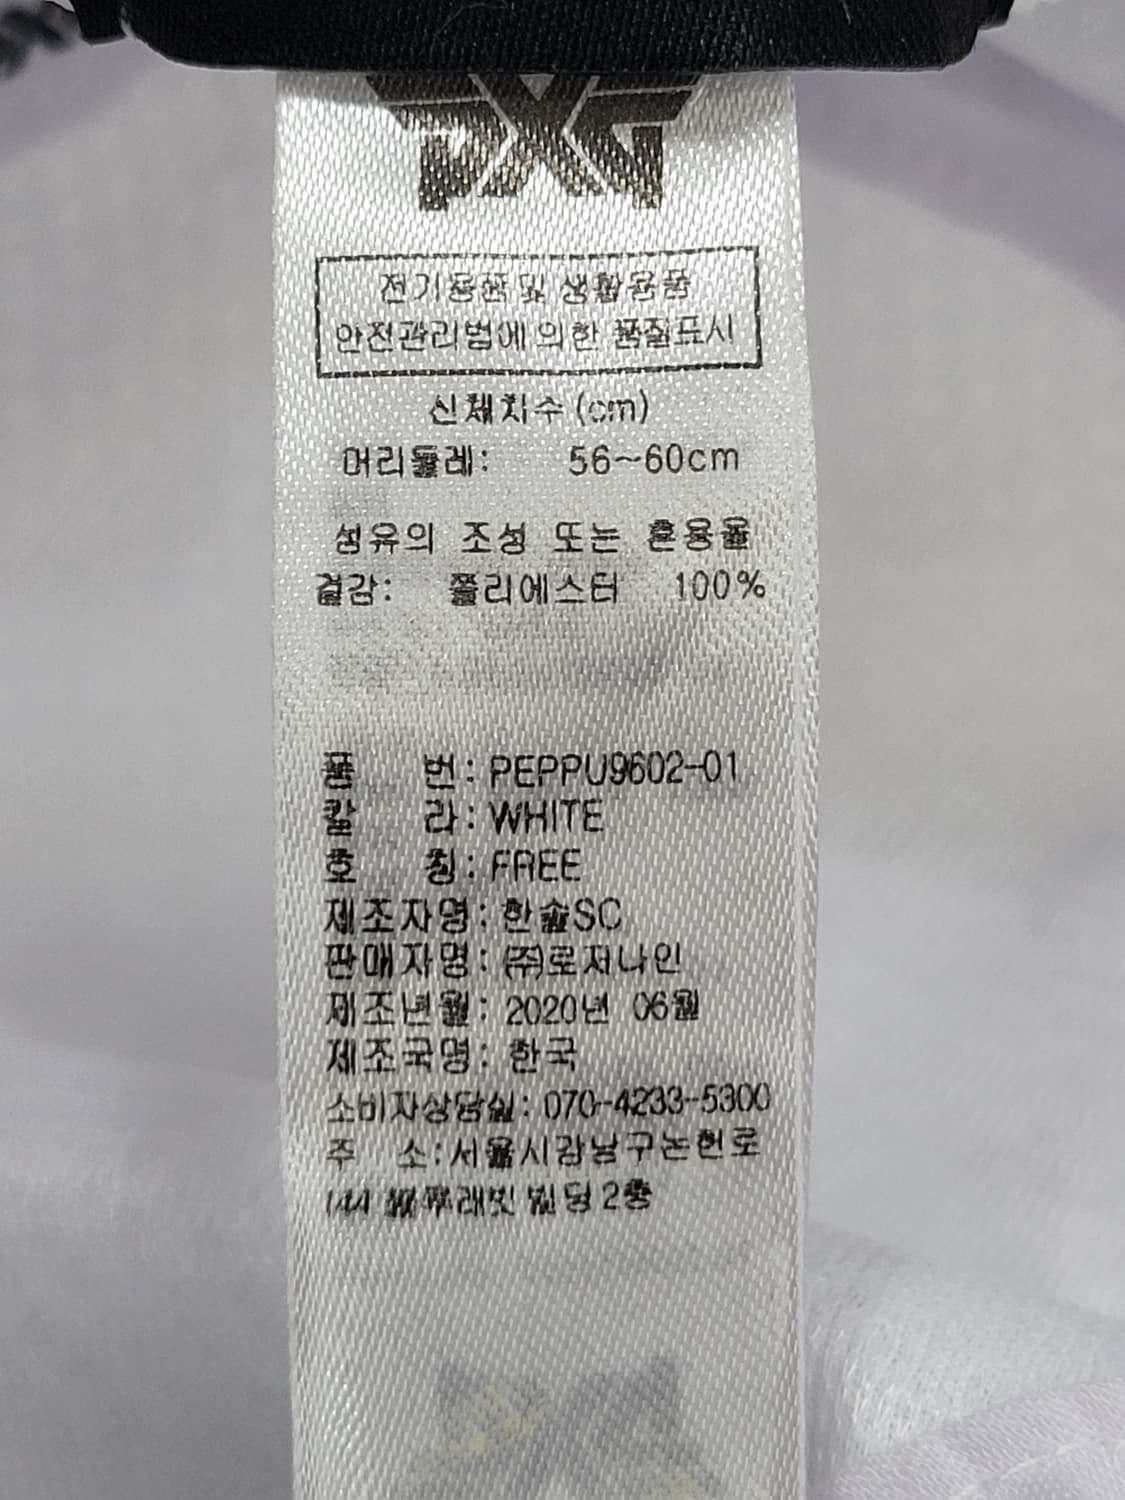 PXG
전기용품 및 생활용품
안전관리법에 의한 품질표시
신체치수(cm)
머리둘레: 56~60cm
섬유의 조성 또는 혼용율
겉감: 폴리에스터 100%
품 번: PEPPU9602-01
칼 라: WHITE
호 칭: FREE
제조자명: 한솔SC
판매자명: ㈜로저나인
제조년월: 2020년 06월
제조국명: 한국
소비자상담실: 070-4233-5300
주 소: 서울시강남구논현로
빌딩 2층